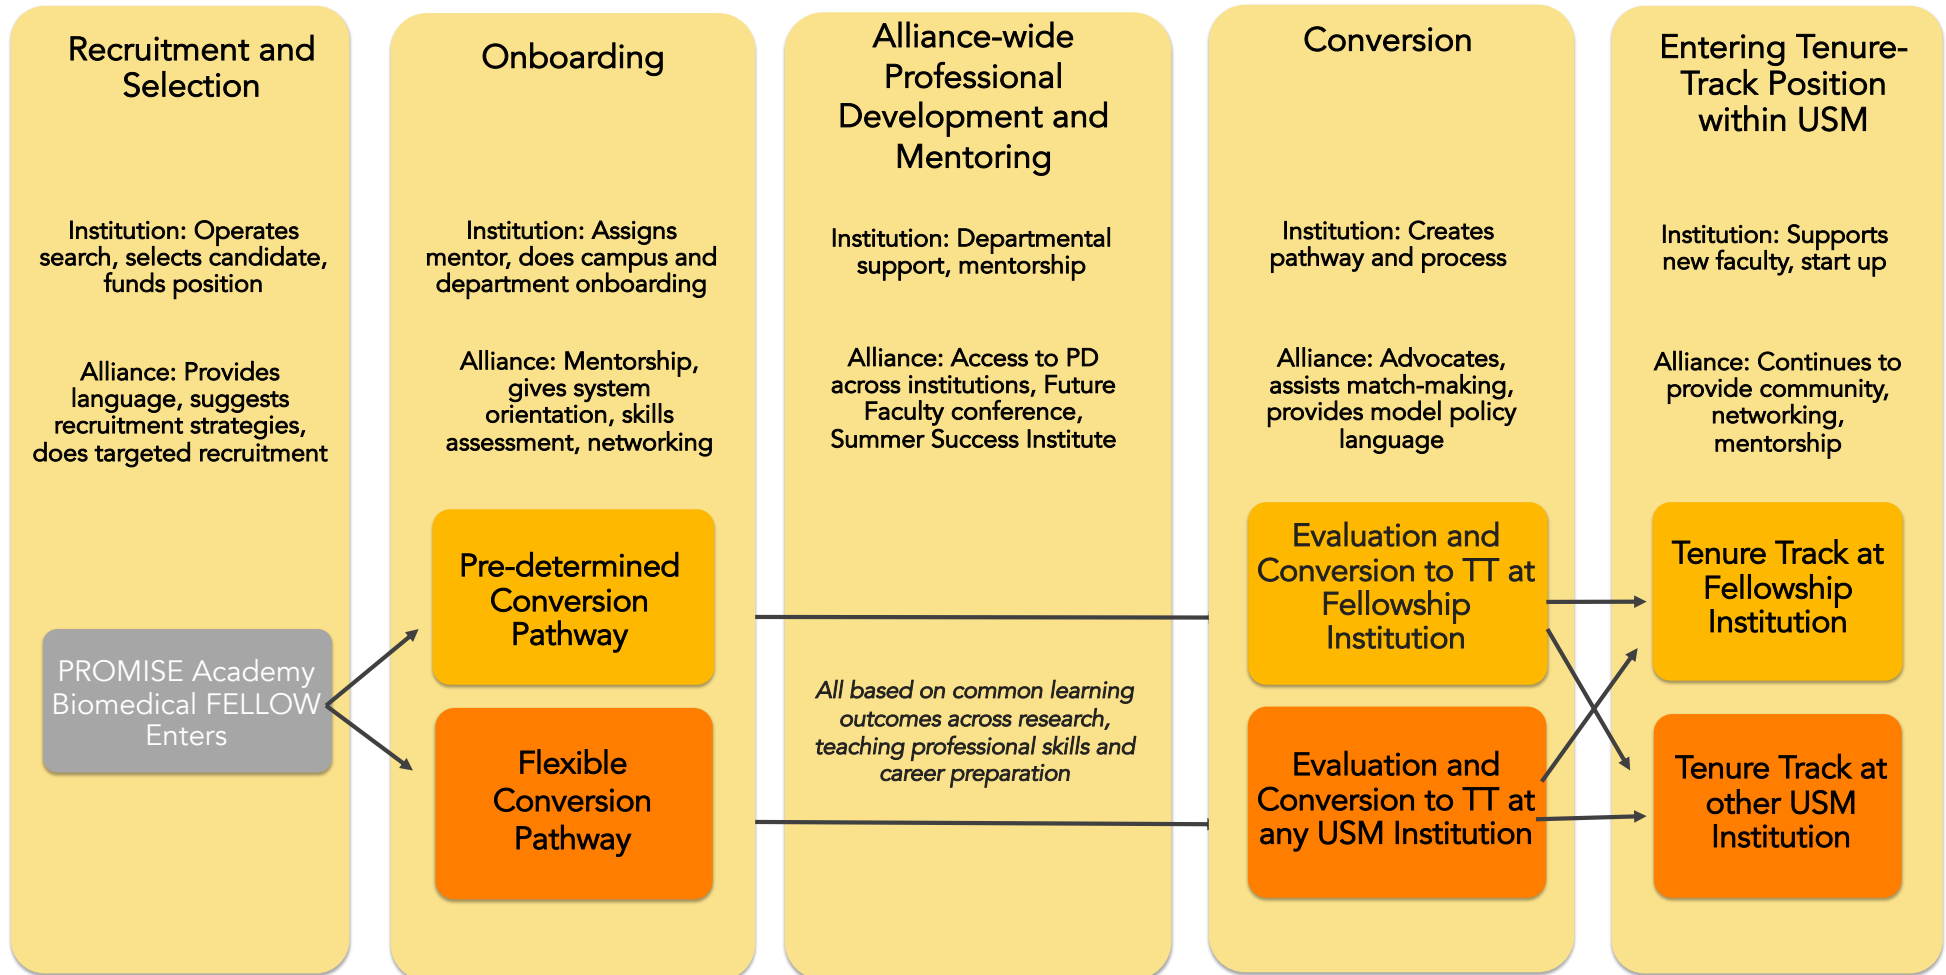 Recruitment and
Selection
Institution: Operates
search, selects candidate,
funds position
Alliance: Provides
language, suggests
recruitment strategies,
does targeted recruitment
PROMISE Academy
Biomedical FELLOW
Enters
Onboarding
Institution: Assigns
mentor, does campus and
department onboarding
Alliance: Mentorship,
gives system
orientation, skills
assessment, networking
Pre-determined
Conversion
Pathway
Flexible
Conversion
Pathway
Alliance-wide
Professional
Development and
Mentoring
Institution: Departmental
support, mentorship
Alliance: Access to PD
across institutions, Future
Faculty conference,
Summer Success Institute
All based on common learning
outcomes across research,
teaching professional skills and
career preparation
Conversion
Institution: Creates
pathway and process
Alliance: Advocates,
assists match-making,
provides model policy
language
Evaluation and
Conversion to TT at
Fellowship
Institution
Evaluation and
Conversion to TT at
any USM Institution
Entering Tenure-
Track Position
within USM
Institution: Supports
new faculty, start up
Alliance: Continues to
provide community,
networking,
mentorship
Tenure Track at
Fellowship
Institution
Tenure Track at
other USM
Institution